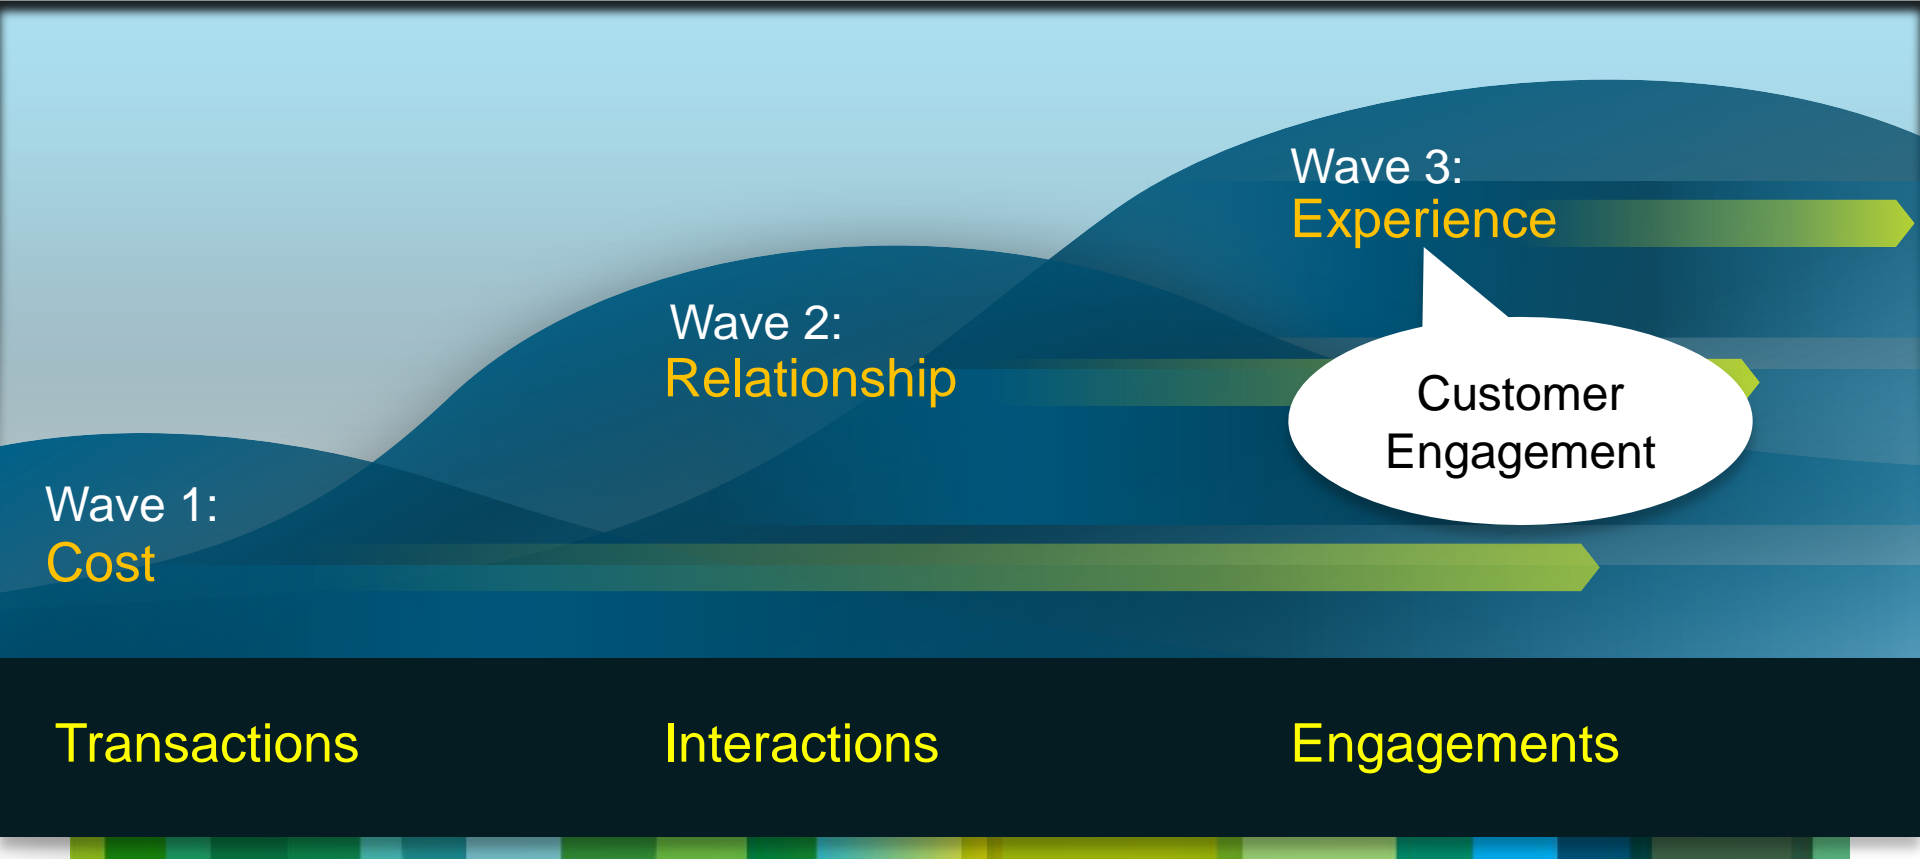 Wave 1:
Cost
Wave 2:
Relationship
Wave 3:
Experience
Customer
Engagement
Transactions
Interactions
Engagements